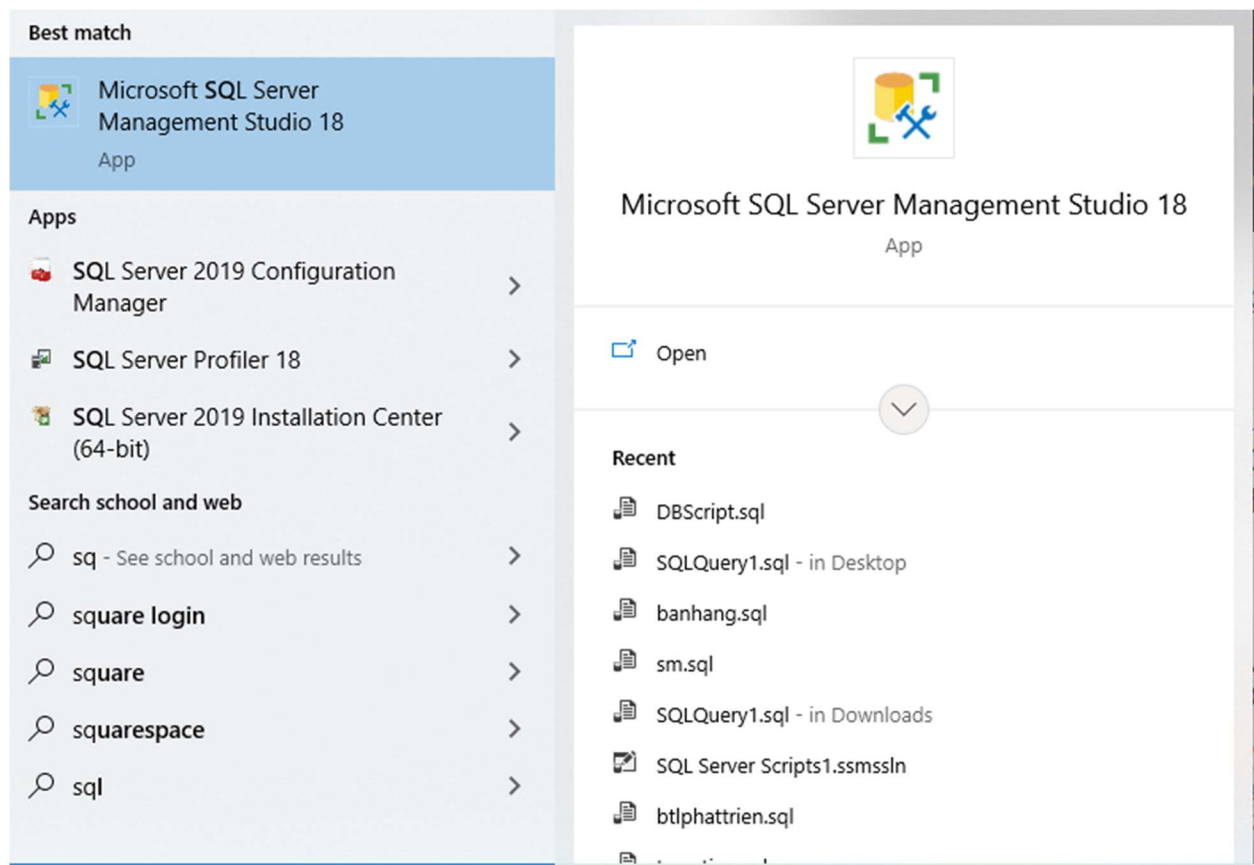 Best match
Microsoft SQL Server
Management Studio 18
App
Apps
SQL Server 2019 Configuration
Manager
SQL Server Profiler 18
SQL Server 2019 Installation Center
(64-bit)
Search school and web
sq - See school and web results
square login
square
squarespace
sql
Microsoft SQL Server Management Studio 18
App
Open
Recent
DBScript.sql
SQLQuery1.sql - in Desktop
banhang.sql
sm.sql
SQLQuery1.sql - in Downloads
SQL Server Scripts1.ssmssln
btlphattrien.sql